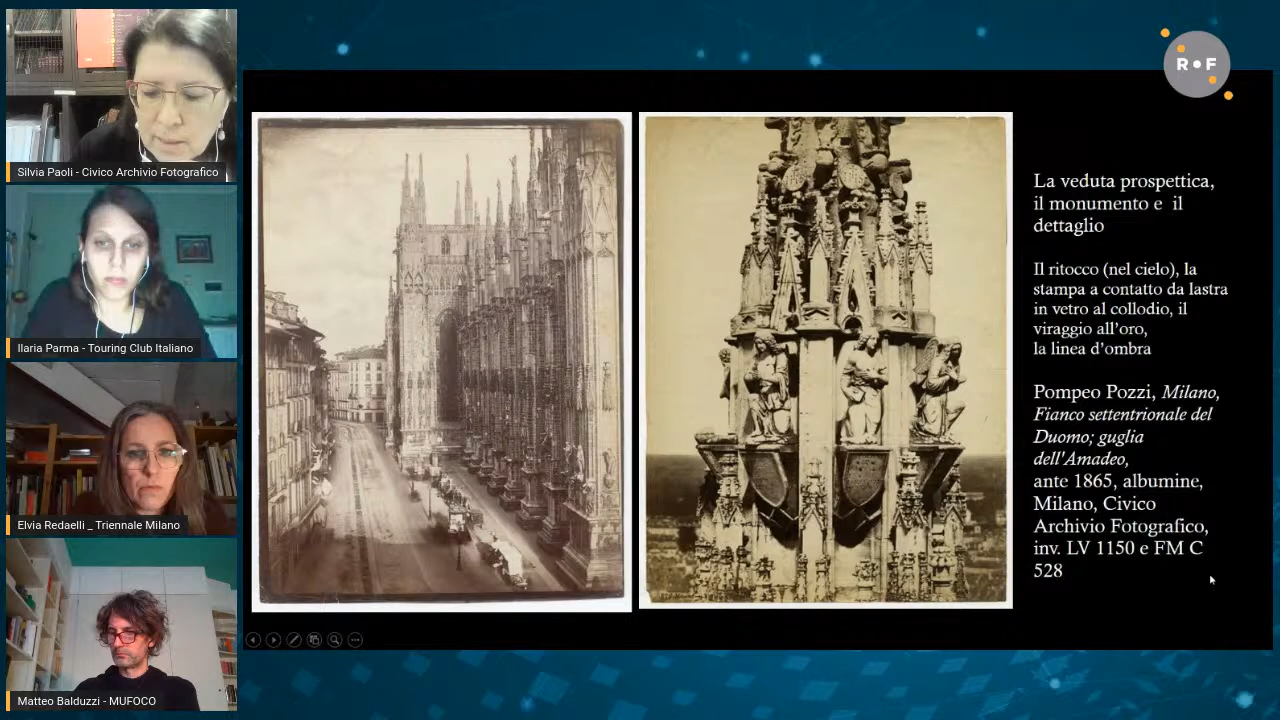 R•F
Silvia Paoli - Civico Archivio Fotografico
Ilaria Parma - Touring Club Italiano
Elvia Redaelli _ Triennale Milano
Matteo Balduzzi - MUFOCO
La veduta prospettica,
il monumento e il
dettaglio
Il ritocco (nel cielo), la
stampa a contatto da lastra
in vetro al collodio, il
viraggio all’oro,
la linea d’ombra
Pompeo Pozzi, Milano,
Fianco settentrionale del
Duomo; guglia
dell'Amadeo,
ante 1865, albumine,
Milano, Civico
Archivio Fotografico,
inv. LV 1150 e FM C
528